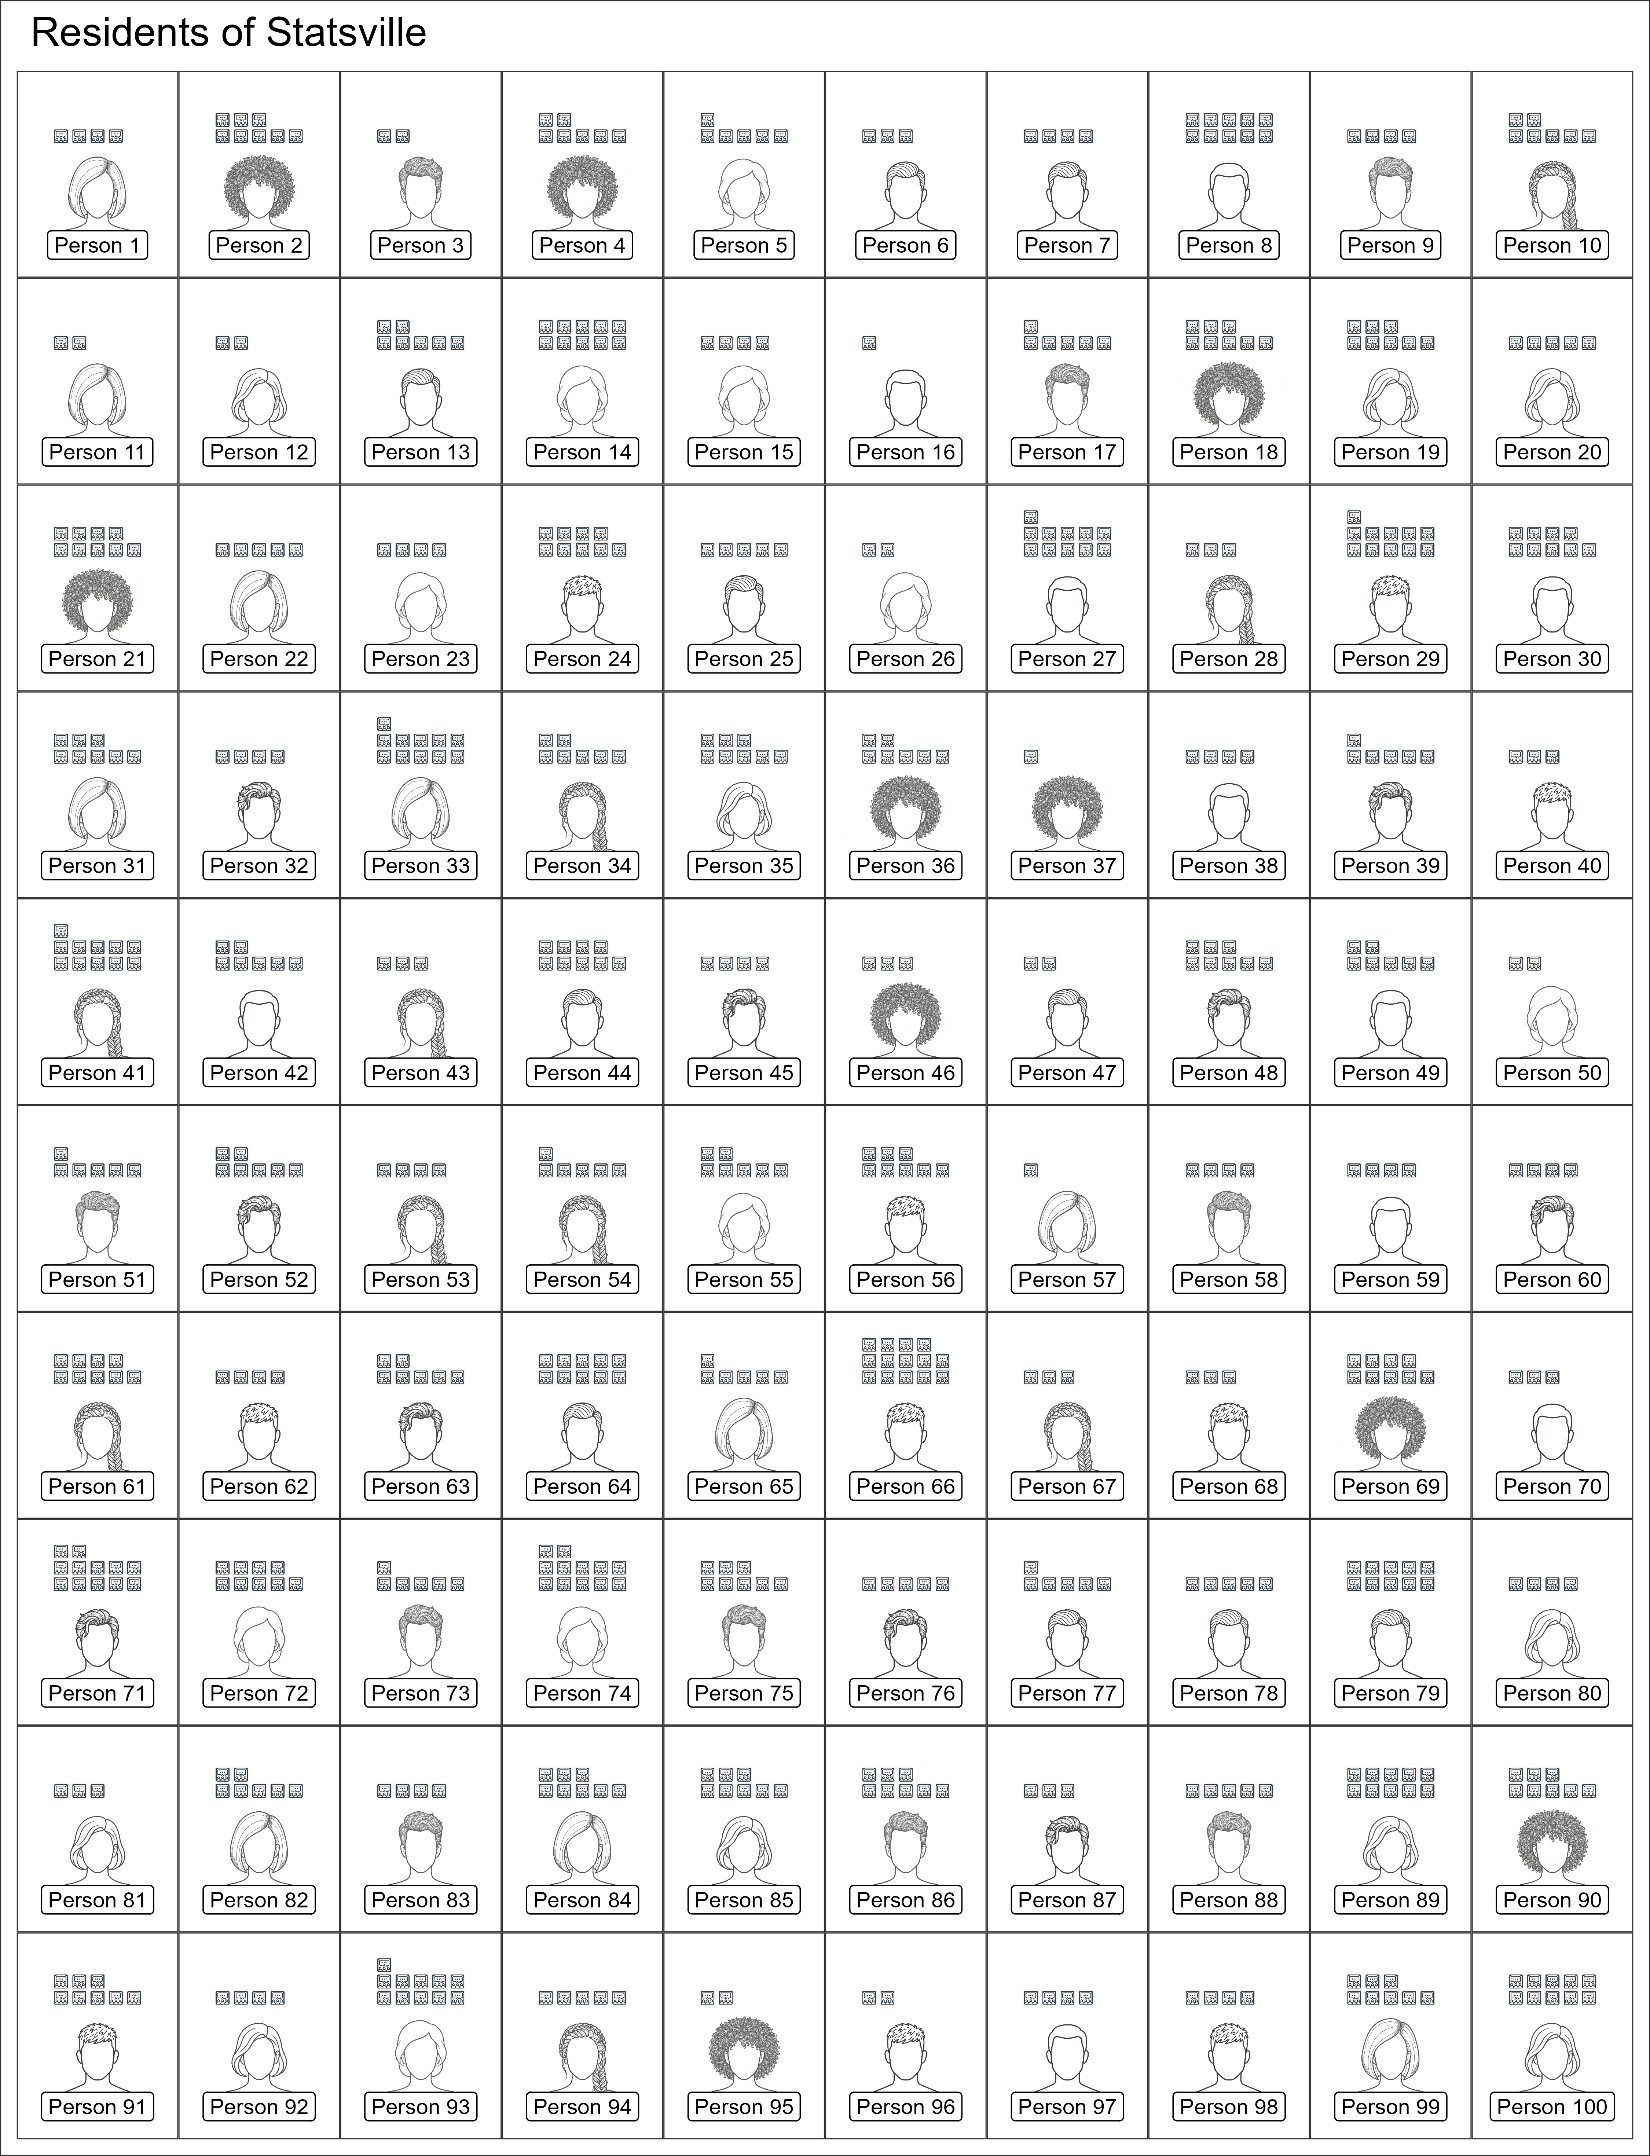 Residents of Statsville
Person 1 Person 2 Person 3 Person 4 Person 5 Person 6 Person 7 Person 8 Person 9 Person 10
Person 11 Person 12 Person 13 Person 14 Person 15 Person 16 Person 17 Person 18 Person 19 Person 20
Person 21 Person 22 Person 23 Person 24 Person 25 Person 26 Person 27 Person 28 Person 29 Person 30
Person 31 Person 32 Person 33 Person 34 Person 35 Person 36 Person 37 Person 38 Person 39 Person 40
Person 41 Person 42 Person 43 Person 44 Person 45 Person 46 Person 47 Person 48 Person 49 Person 50
Person 51 Person 52 Person 53 Person 54 Person 55 Person 56 Person 57 Person 58 Person 59 Person 60
Person 61 Person 62 Person 63 Person 64 Person 65 Person 66 Person 67 Person 68 Person 69 Person 70
Person 71 Person 72 Person 73 Person 74 Person 75 Person 76 Person 77 Person 78 Person 79 Person 80
Person 81 Person 82 Person 83 Person 84 Person 85 Person 86 Person 87 Person 88 Person 89 Person 90
Person 91 Person 92 Person 93 Person 94 Person 95 Person 96 Person 97 Person 98 Person 99 Person 100